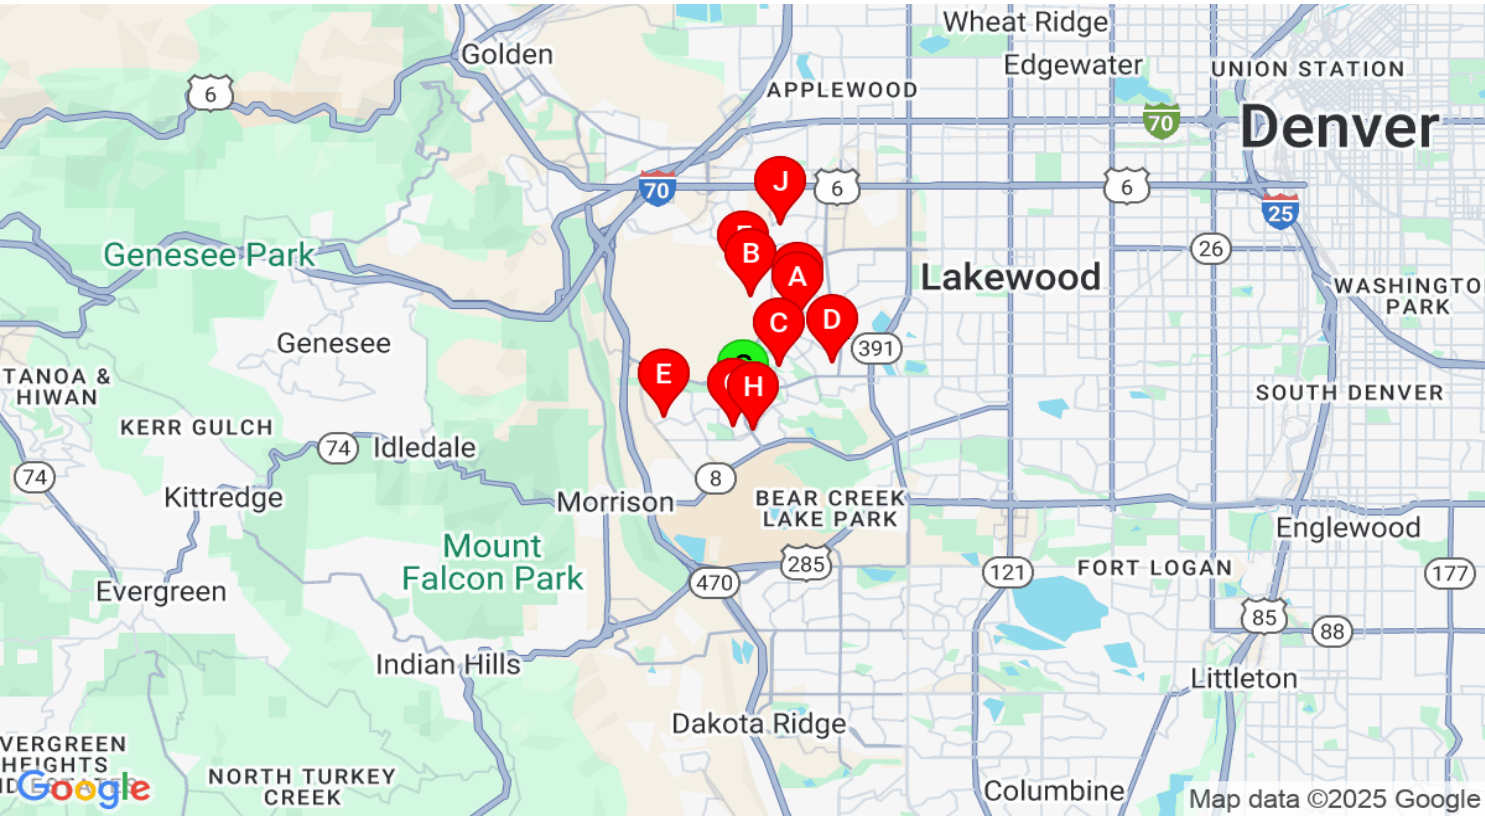 Wheat Ridge
Golden
Edgewater
UNION STATION
6
APPLEWOOD
70
Denver
J
6
6
70
25
B
26
Genesee Park
A
Lakewood
WASHINGTO
PARK
C
D
Genesee
391
E
TANOA &
HIWAN
H
SOUTH DENVER
KERR GULCH
74
Idledale
74
8
Kittredge
Morrison
BEAR CREEK
LAKE PARK
Englewood
Mount
Falcon Park
285
121
FORT LOGAN
177
470
Evergreen
85
88
Indian Hills
Littleton
Dakota Ridge
VERGREEN
HEIGHTS
NORTH TURKEY
CREEK
Google
Columbine
Map data ©2025 Google